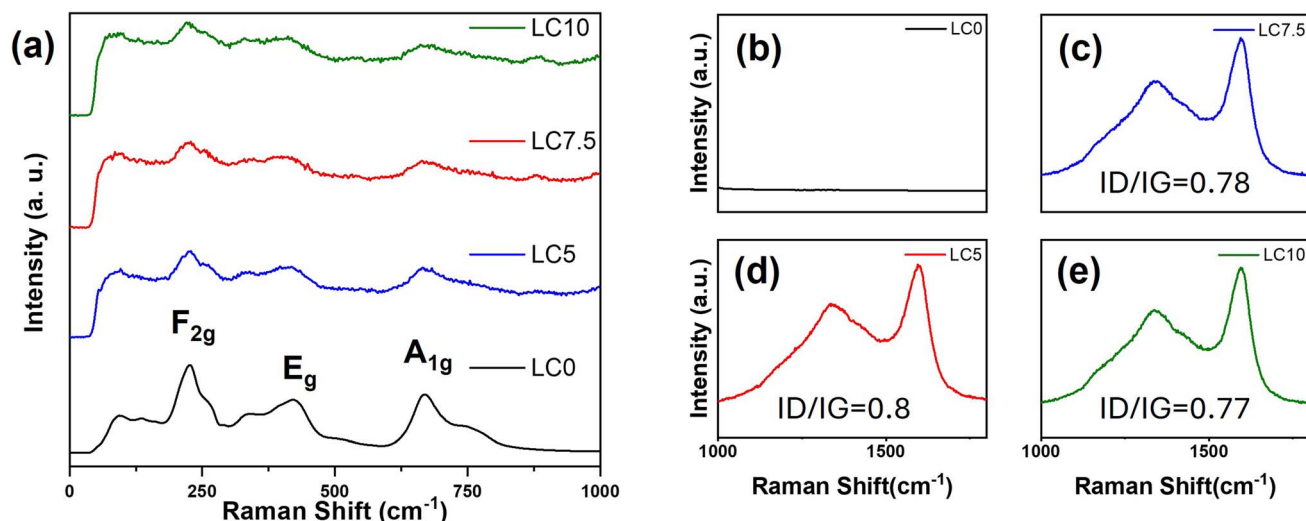 (a)
LC10
LC7.5
LC5
LC0
F2g
Eg
A1g
Intensity (a. u.)
0 250 500 750 1000
Raman Shift (cm-1)
(b)
LC0
Intensity (a.u.)
(c)
LC7.5
ID/IG=0.78
1000 1500
(d)
LC5
Intensity (a.u.)
ID/IG=0.8
1000 1500
Raman Shift(cm-1)
(e)
LC10
ID/IG=0.77
1000 1500
Raman Shift(cm-1)